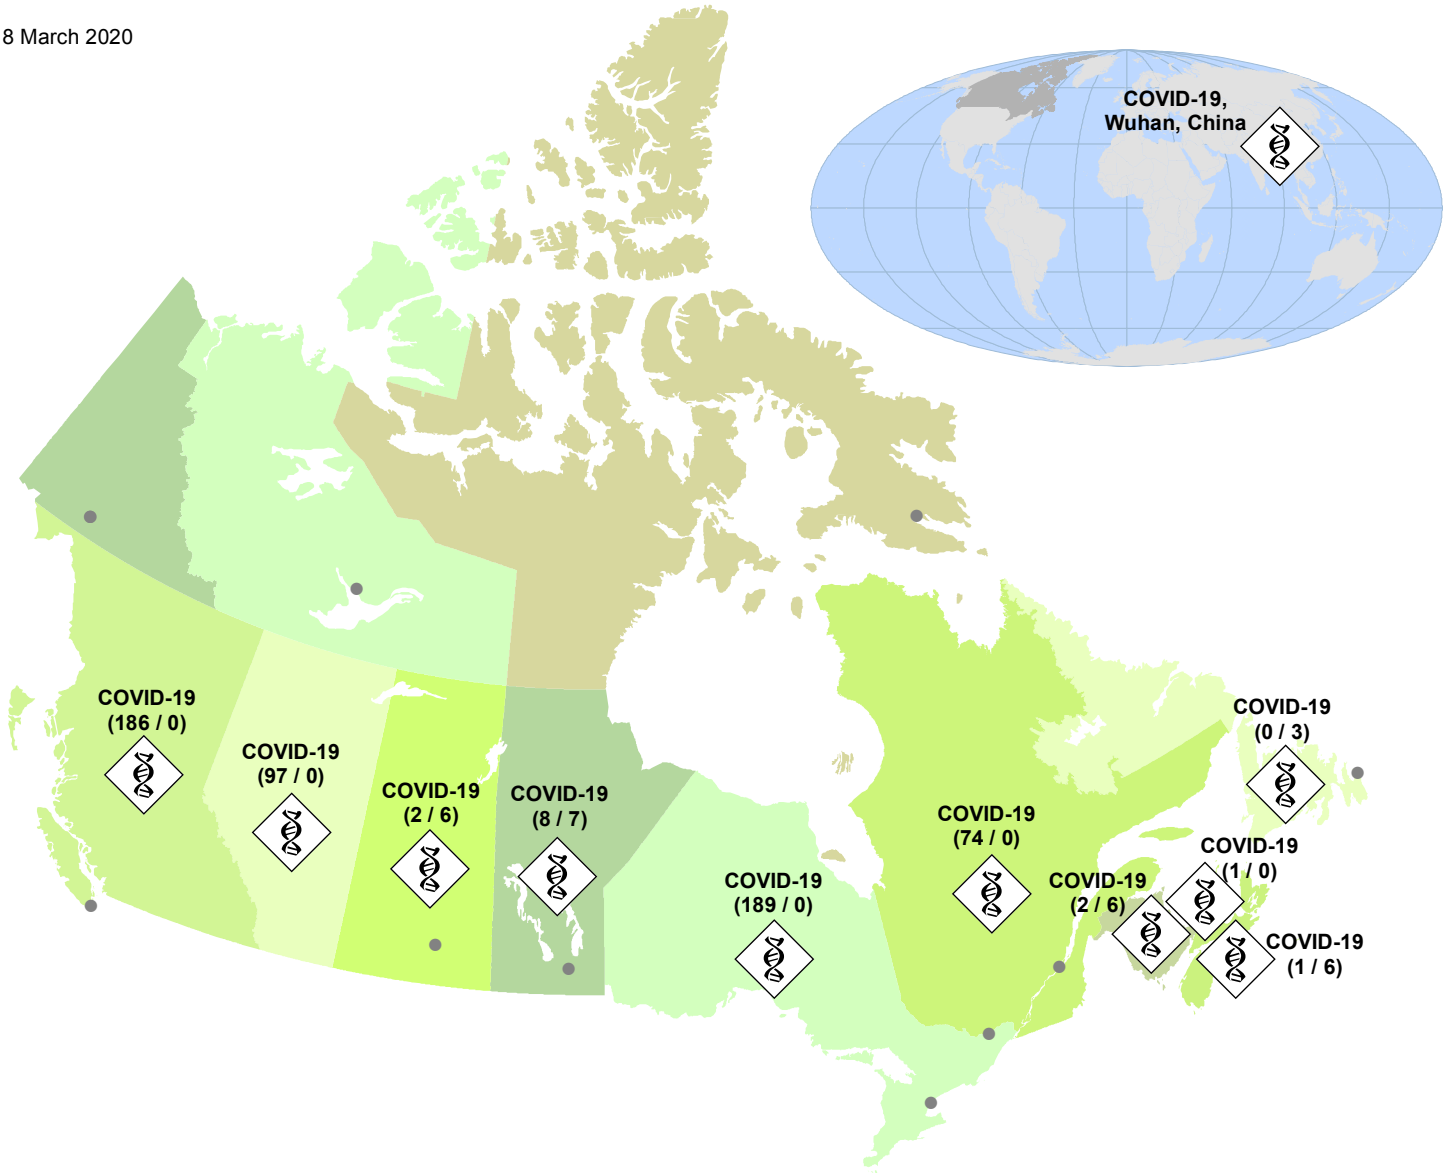 8 March 2020
COVID-19,
Wuhan, China
COVID-19
(186 / 0)
COVID-19
(97 / 0)
COVID-19
(2 / 6)
COVID-19
(8 / 7)
COVID-19
(189 / 0)
COVID-19
(74 / 0)
COVID-19
(2 / 6)
COVID-19
(0 / 3)
COVID-19
(1 / 0)
COVID-19
(1 / 6)